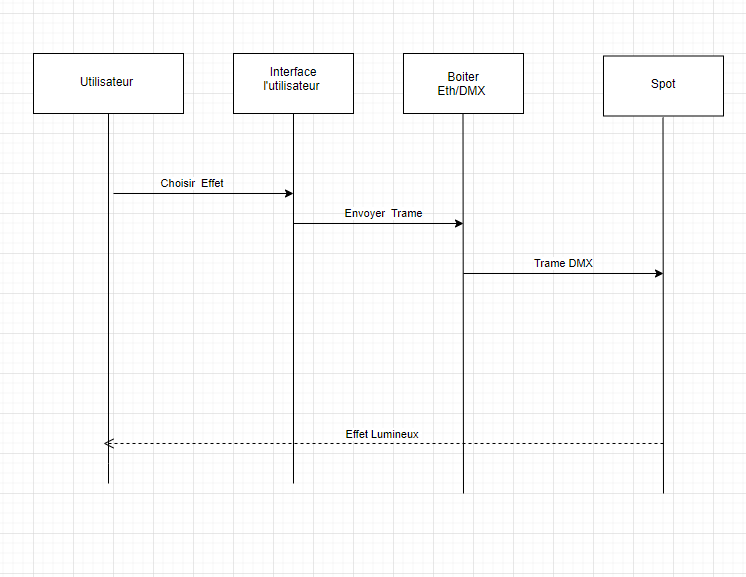 Utilisateur
Interface
l'utilisateur
Boiter
Eth/DMX
Spot
Choisir  Effet
Envoyer  Trame
Trame DMX
Effet Lumineux